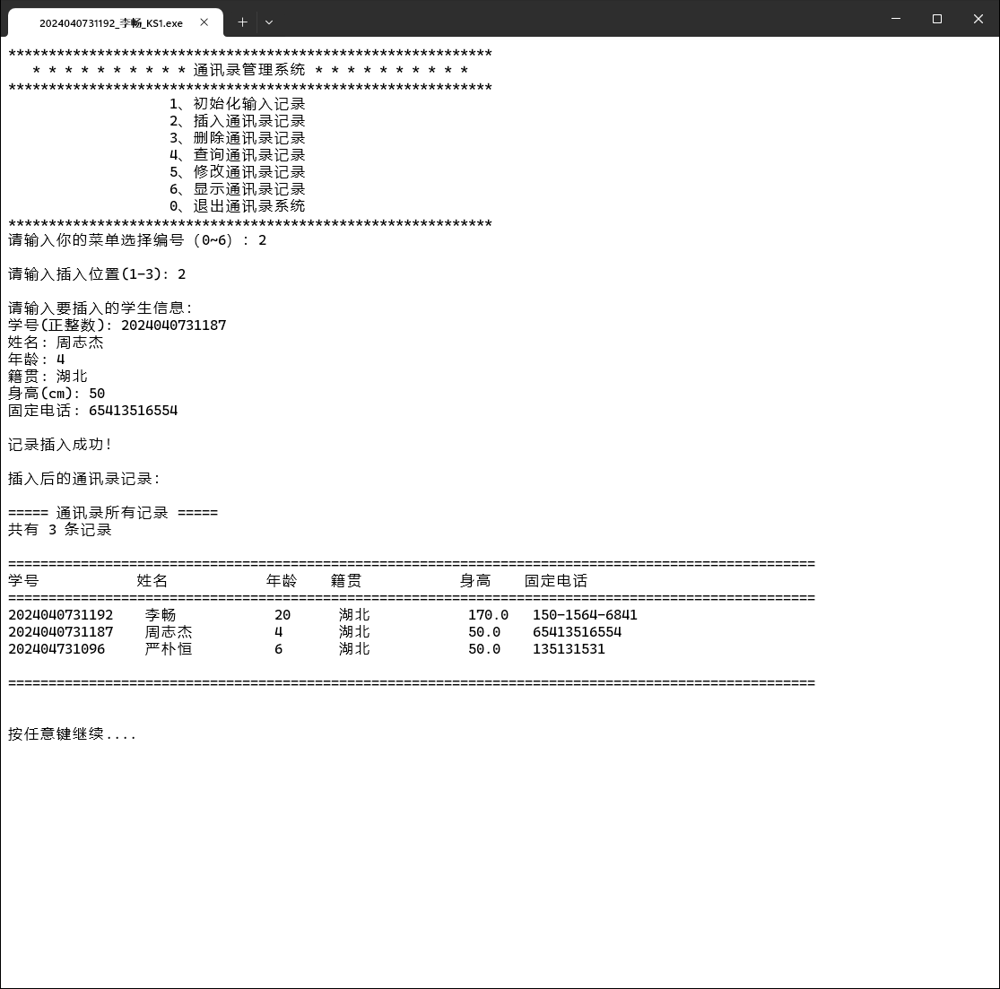 2024040731192_李畅_KS1.exe
************************************************************
* * * * * * * * * * 通讯录管理系统 * * * * * * * * * *
************************************************************
1、初始化输入记录
2、插入通讯录记录
3、删除通讯录记录
4、查询通讯录记录
5、修改通讯录记录
6、显示通讯录记录
0、退出通讯录系统
************************************************************
请输入你的菜单选择编号（0~6）: 2
请输入插入位置(1-3): 2
请输入要插入的学生信息:
学号(正整数): 2024040731187
姓名: 周志杰
年龄: 4
籍贯: 湖北
身高(cm): 50
固定电话: 65413516554
记录插入成功!
插入后的通讯录记录:
===== 通讯录所有记录 =====
共有 3 条记录
====================================================================================================
学号 姓名 年龄 籍贯 身高 固定电话
====================================================================================================
2024040731192 李畅 20 湖北 170.0 150-1564-6841
2024040731187 周志杰 4 湖北 50.0 65413516554
202404731096 严朴恒 6 湖北 50.0 135131531
====================================================================================================
按任意键继续....